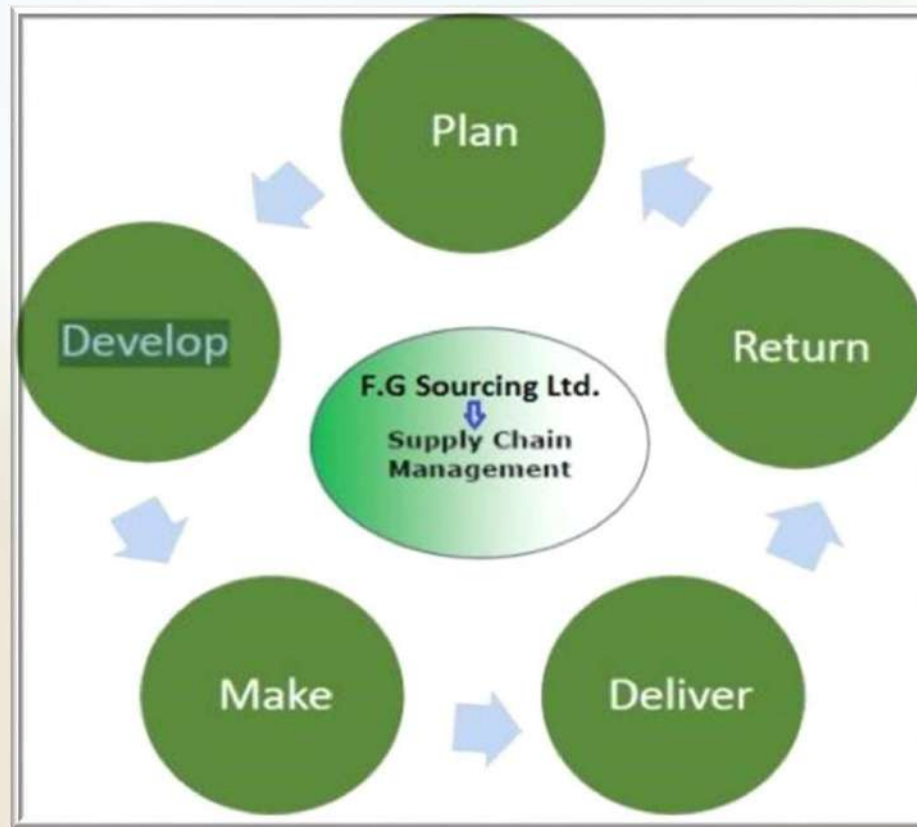 Plan
Develop
Return
F.G Sourcing Ltd.
Supply Chain
Management
Make
Deliver